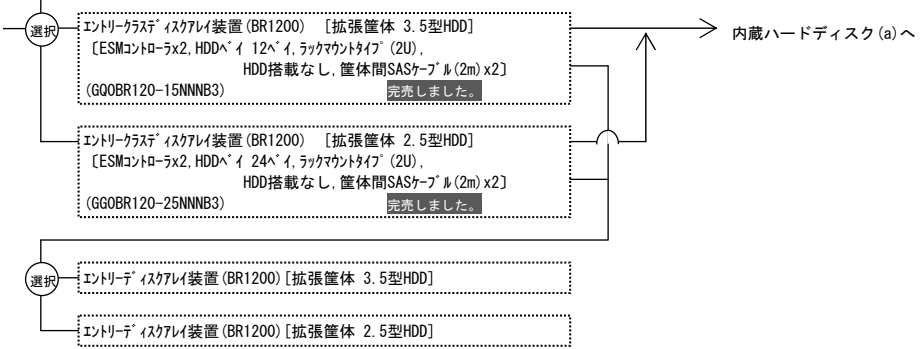 選択
ｴﾝﾄﾘｰｸﾗｽﾃﾞｨｽｸｱﾚｲ装置(BR1200) [拡張筐体 3.5型HDD]
〔ESMｺﾝﾄﾛｰﾗx2,HDDﾍﾞｲ 12ﾍﾞｲ,ﾗｯｸﾏｳﾝﾄﾀｲﾌﾟ(2U),
HDD搭載なし,筐体間SASｹｰﾌﾞﾙ(2m)x2〕
(GQOBR120-15NNNB3) 完売しました。
内蔵ハードディスク(a)へ
ｴﾝﾄﾘｰｸﾗｽﾃﾞｨｽｸｱﾚｲ装置(BR1200) [拡張筐体 2.5型HDD]
〔ESMｺﾝﾄﾛｰﾗx2,HDDﾍﾞｲ 24ﾍﾞｲ,ﾗｯｸﾏｳﾝﾄﾀｲﾌﾟ(2U),
HDD搭載なし,筐体間SASｹｰﾌﾞﾙ(2m)x2〕
(GGOBR120-25NNNB3) 完売しました。
選択
ｴﾝﾄﾘｰﾃﾞｨｽｸｱﾚｲ装置(BR1200)[拡張筐体 3.5型HDD]
ｴﾝﾄﾘｰﾃﾞｨｽｸｱﾚｲ装置(BR1200)[拡張筐体 2.5型HDD]